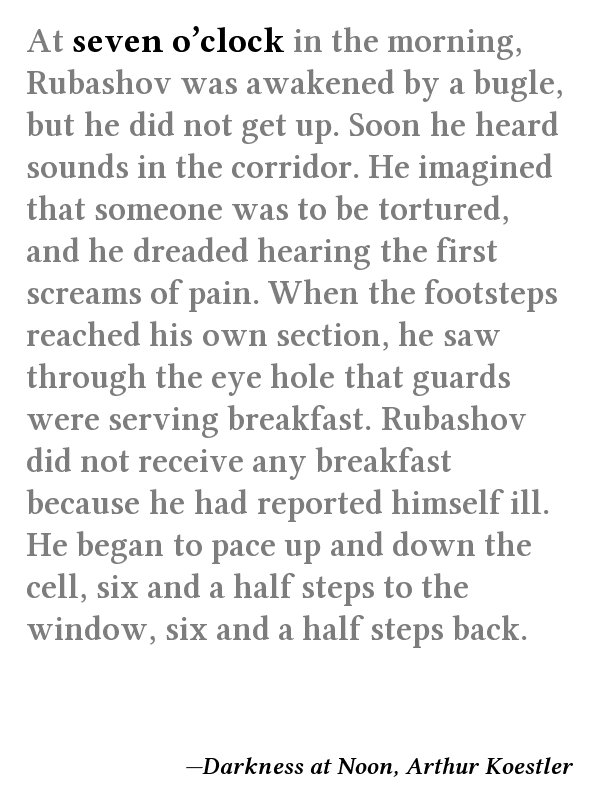 At seven o’clock in the morning,
Rubashov was awakened by a bugle,
but he did not get up. Soon he heard
sounds in the corridor. He imagined
that someone was to be tortured,
and he dreaded hearing the first
screams of pain. When the footsteps
reached his own section, he saw
through the eye hole that guards
were serving breakfast. Rubashov
did not receive any breakfast
because he had reported himself ill.
He began to pace up and down the
cell, six and a half steps to the
window, six and a half steps back.
—Darkness at Noon, Arthur Koestler